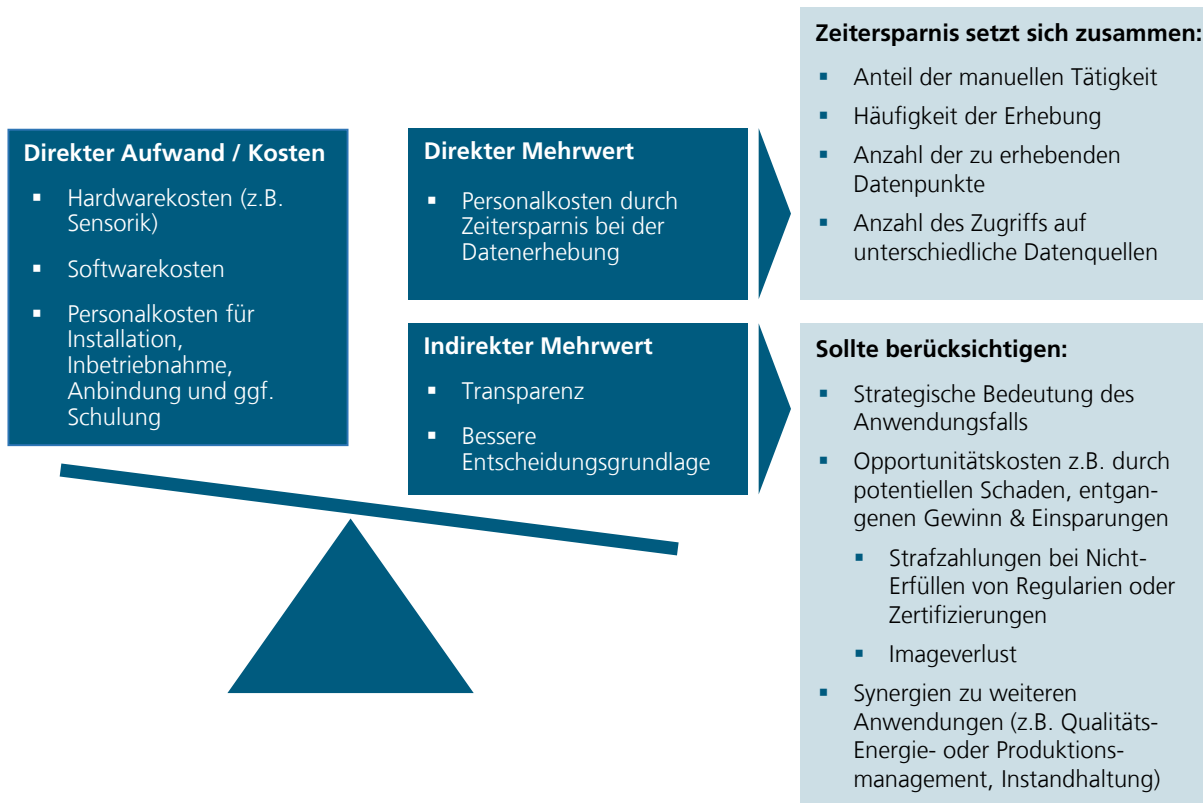 Direkter Aufwand / Kosten
▪ Hardwarekosten (z.B.
Sensorik)
▪ Softwarekosten
▪ Personalkosten für
Installation,
Inbetriebnahme,
Anbindung und ggf.
Schulung
Direkter Mehrwert
▪ Personalkosten durch
Zeitersparnis bei der
Datenerhebung
Zeitersparnis setzt sich zusammen:
▪ Anteil der manuellen Tätigkeit
▪ Häufigkeit der Erhebung
▪ Anzahl der zu erhebenden
Datenpunkte
▪ Anzahl des Zugriffs auf
unterschiedliche Datenquellen
Indirekter Mehrwert
▪ Transparenz
▪ Bessere
Entscheidungsgrundlage
Sollte berücksichtigen:
▪ Strategische Bedeutung des
Anwendungsfalls
▪ Opportunitätskosten z.B. durch
potentiellen Schaden, entgan-
genen Gewinn & Einsparungen
▪ Strafzahlungen bei Nicht-
Erfüllen von Regularien oder
Zertifizierungen
▪ Imageverlust
▪ Synergien zu weiteren
Anwendungen (z.B. Qualitäts-
Energie- oder Produktions-
management, Instandhaltung)